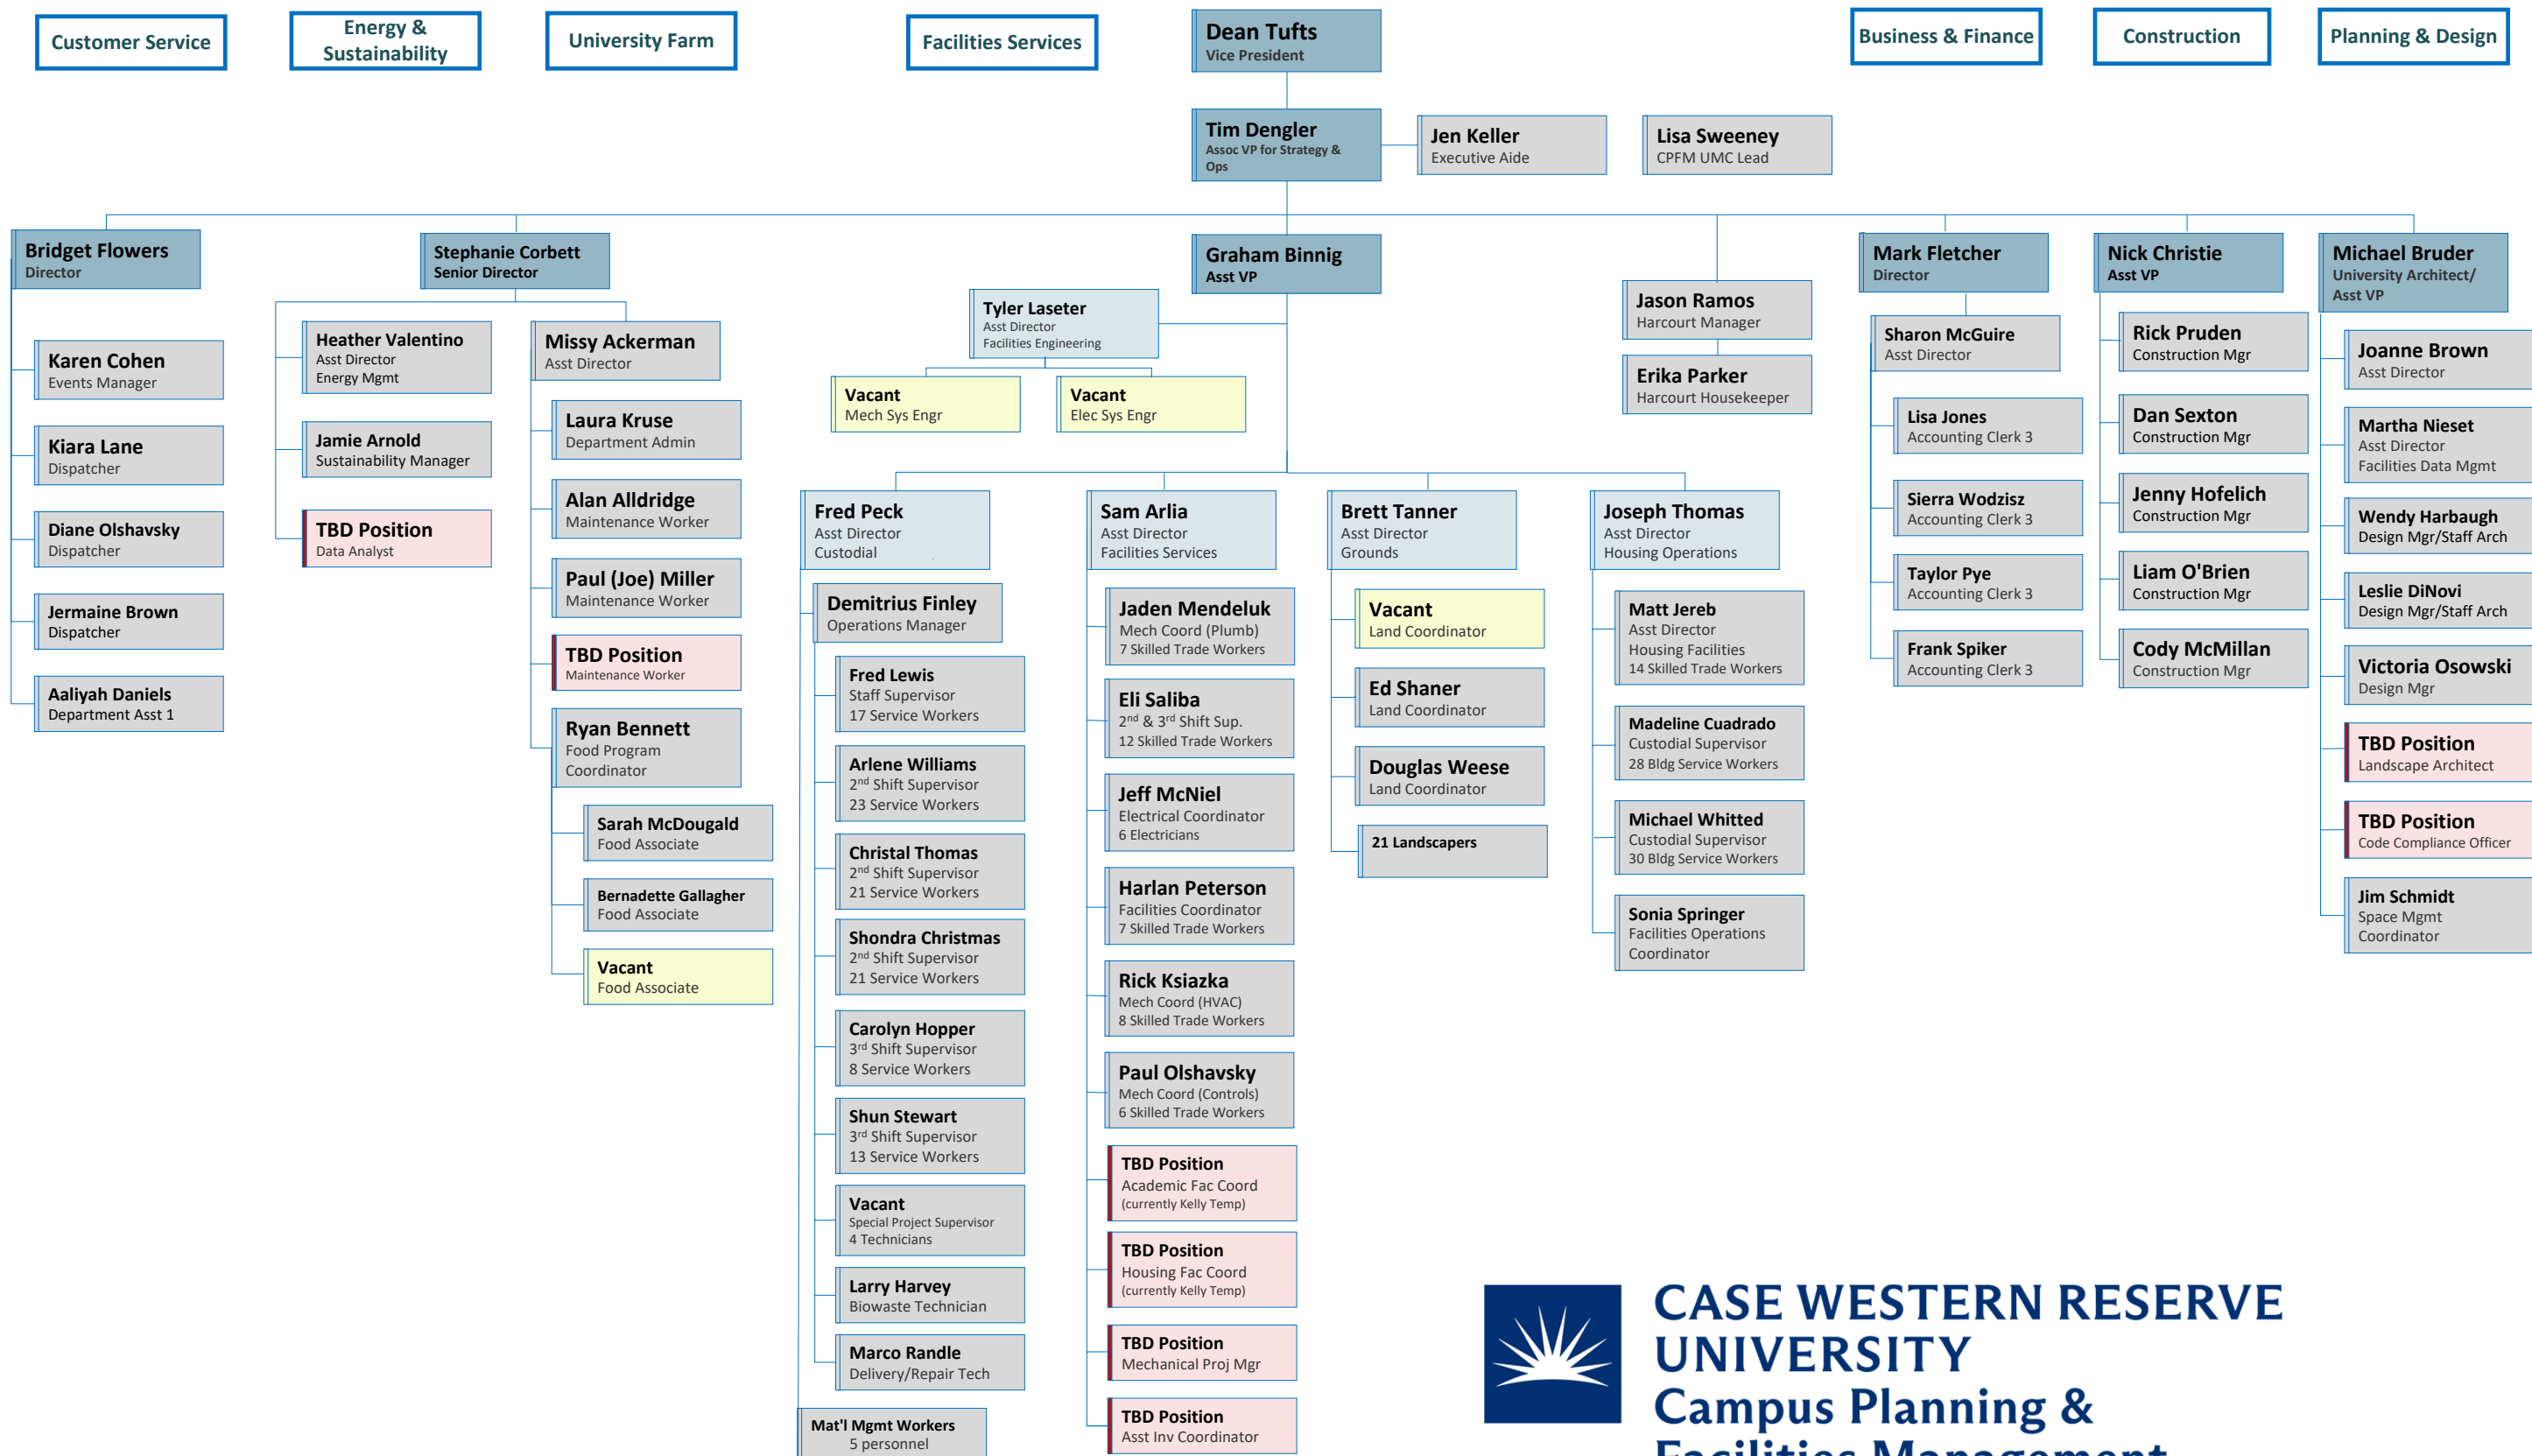 Customer Service
Energy &
Sustainability
University Farm
Facilities Services
Dean Tufts
Vice President
Business & Finance
Construction
Planning & Design
Tim Dengler
Assoc VP for Strategy &
Ops
Jen Keller
Executive Aide
Lisa Sweeney
CPFM UMC Lead
Bridget Flowers
Director
Karen Cohen
Events Manager
Kiara Lane
Dispatcher
Diane Olshavsky
Dispatcher
Jermaine Brown
Dispatcher
Aaliyah Daniels
Department Asst 1
Stephanie Corbett
Senior Director
Heather Valentino
Asst Director
Energy Mgmt
Jamie Arnold
Sustainability Manager
TBD Position
Data Analyst
Missy Ackerman
Asst Director
Laura Kruse
Department Admin
Alan Alldridge
Maintenance Worker
Paul (Joe) Miller
Maintenance Worker
TBD Position
Maintenance Worker
Ryan Bennett
Food Program
Coordinator
Sarah McDougald
Food Associate
Bernadette Gallagher
Food Associate
Vacant
Food Associate
Graham Binnig
Asst VP
Tyler Laseter
Asst Director
Facilities Engineering
Vacant
Mech Sys Engr
Vacant
Elec Sys Engr
Fred Peck
Asst Director
Custodial
Demitrius Finley
Operations Manager
Fred Lewis
Staff Supervisor
17 Service Workers
Arlene Williams
2nd Shift Supervisor
23 Service Workers
Christal Thomas
2nd Shift Supervisor
21 Service Workers
Shondra Christmas
2nd Shift Supervisor
21 Service Workers
Carolyn Hopper
3rd Shift Supervisor
8 Service Workers
Shun Stewart
3rd Shift Supervisor
13 Service Workers
Vacant
Special Project Supervisor
4 Technicians
Larry Harvey
Biowaste Technician
Marco Randle
Delivery/Repair Tech
Mat'l Mgmt Workers
5 personnel
Sam Arlia
Asst Director
Facilities Services
Jaden Mendeluk
Mech Coord (Plumb)
7 Skilled Trade Workers
Eli Saliba
2nd & 3rd Shift Sup.
12 Skilled Trade Workers
Jeff McNiel
Electrical Coordinator
6 Electricians
Harlan Peterson
Facilities Coordinator
7 Skilled Trade Workers
Rick Ksiazka
Mech Coord (HVAC)
8 Skilled Trade Workers
Paul Olshavsky
Mech Coord (Controls)
6 Skilled Trade Workers
TBD Position
Academic Fac Coord
(currently Kelly Temp)
TBD Position
Housing Fac Coord
(currently Kelly Temp)
TBD Position
Mechanical Proj Mgr
TBD Position
Asst Inv Coordinator
Brett Tanner
Asst Director
Grounds
Vacant
Land Coordinator
Ed Shaner
Land Coordinator
Douglas Weese
Land Coordinator
21 Landscapers
Joseph Thomas
Asst Director
Housing Operations
Matt Jereb
Asst Director
Housing Facilities
14 Skilled Trade Workers
Madeline Cuadrado
Custodial Supervisor
28 Bldg Service Workers
Michael Whitted
Custodial Supervisor
30 Bldg Service Workers
Sonia Springer
Facilities Operations
Coordinator
Jason Ramos
Harcourt Manager
Erika Parker
Harcourt Housekeeper
Mark Fletcher
Director
Sharon McGuire
Asst Director
Lisa Jones
Accounting Clerk 3
Sierra Wodzisz
Accounting Clerk 3
Taylor Pye
Accounting Clerk 3
Frank Spiker
Accounting Clerk 3
Nick Christie
Asst VP
Rick Pruden
Construction Mgr
Dan Sexton
Construction Mgr
Jenny Hofelich
Construction Mgr
Liam O'Brien
Construction Mgr
Cody McMillan
Construction Mgr
Michael Bruder
University Architect/
Asst VP
Joanne Brown
Asst Director
Martha Nieset
Asst Director
Facilities Data Mgmt
Wendy Harbaugh
Design Mgr/Staff Arch
Leslie DiNovi
Design Mgr/Staff Arch
Victoria Osowski
Design Mgr
TBD Position
Landscape Architect
TBD Position
Code Compliance Officer
Jim Schmidt
Space Mgmt
Coordinator
CASE WESTERN RESERVE
UNIVERSITY
Campus Planning &
Facilities Management